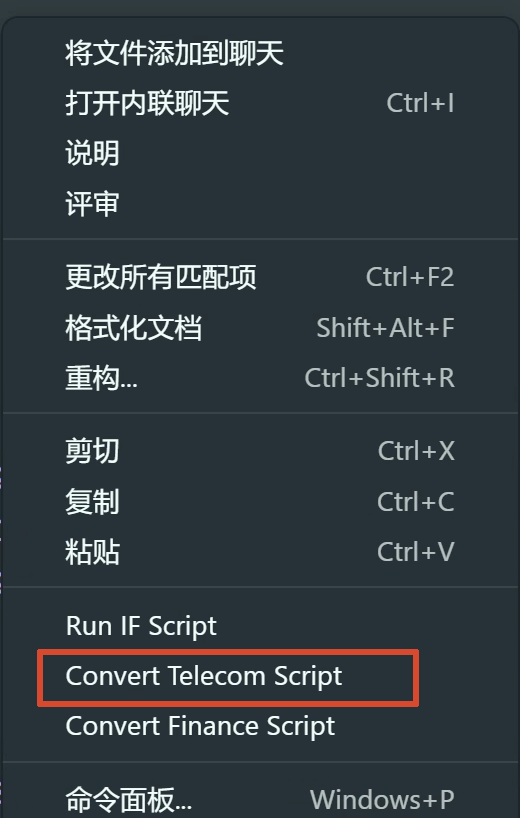 将文件添加到聊天
打开内联聊天 Ctrl+I
说明
评审
更改所有匹配项 Ctrl+F2
格式化文档 Shift+Alt+F
重构... Ctrl+Shift+R
剪切 Ctrl+X
复制 Ctrl+C
粘贴 Ctrl+V
Run IF Script
Convert Telecom Script
Convert Finance Script
命令面板... Windows+P